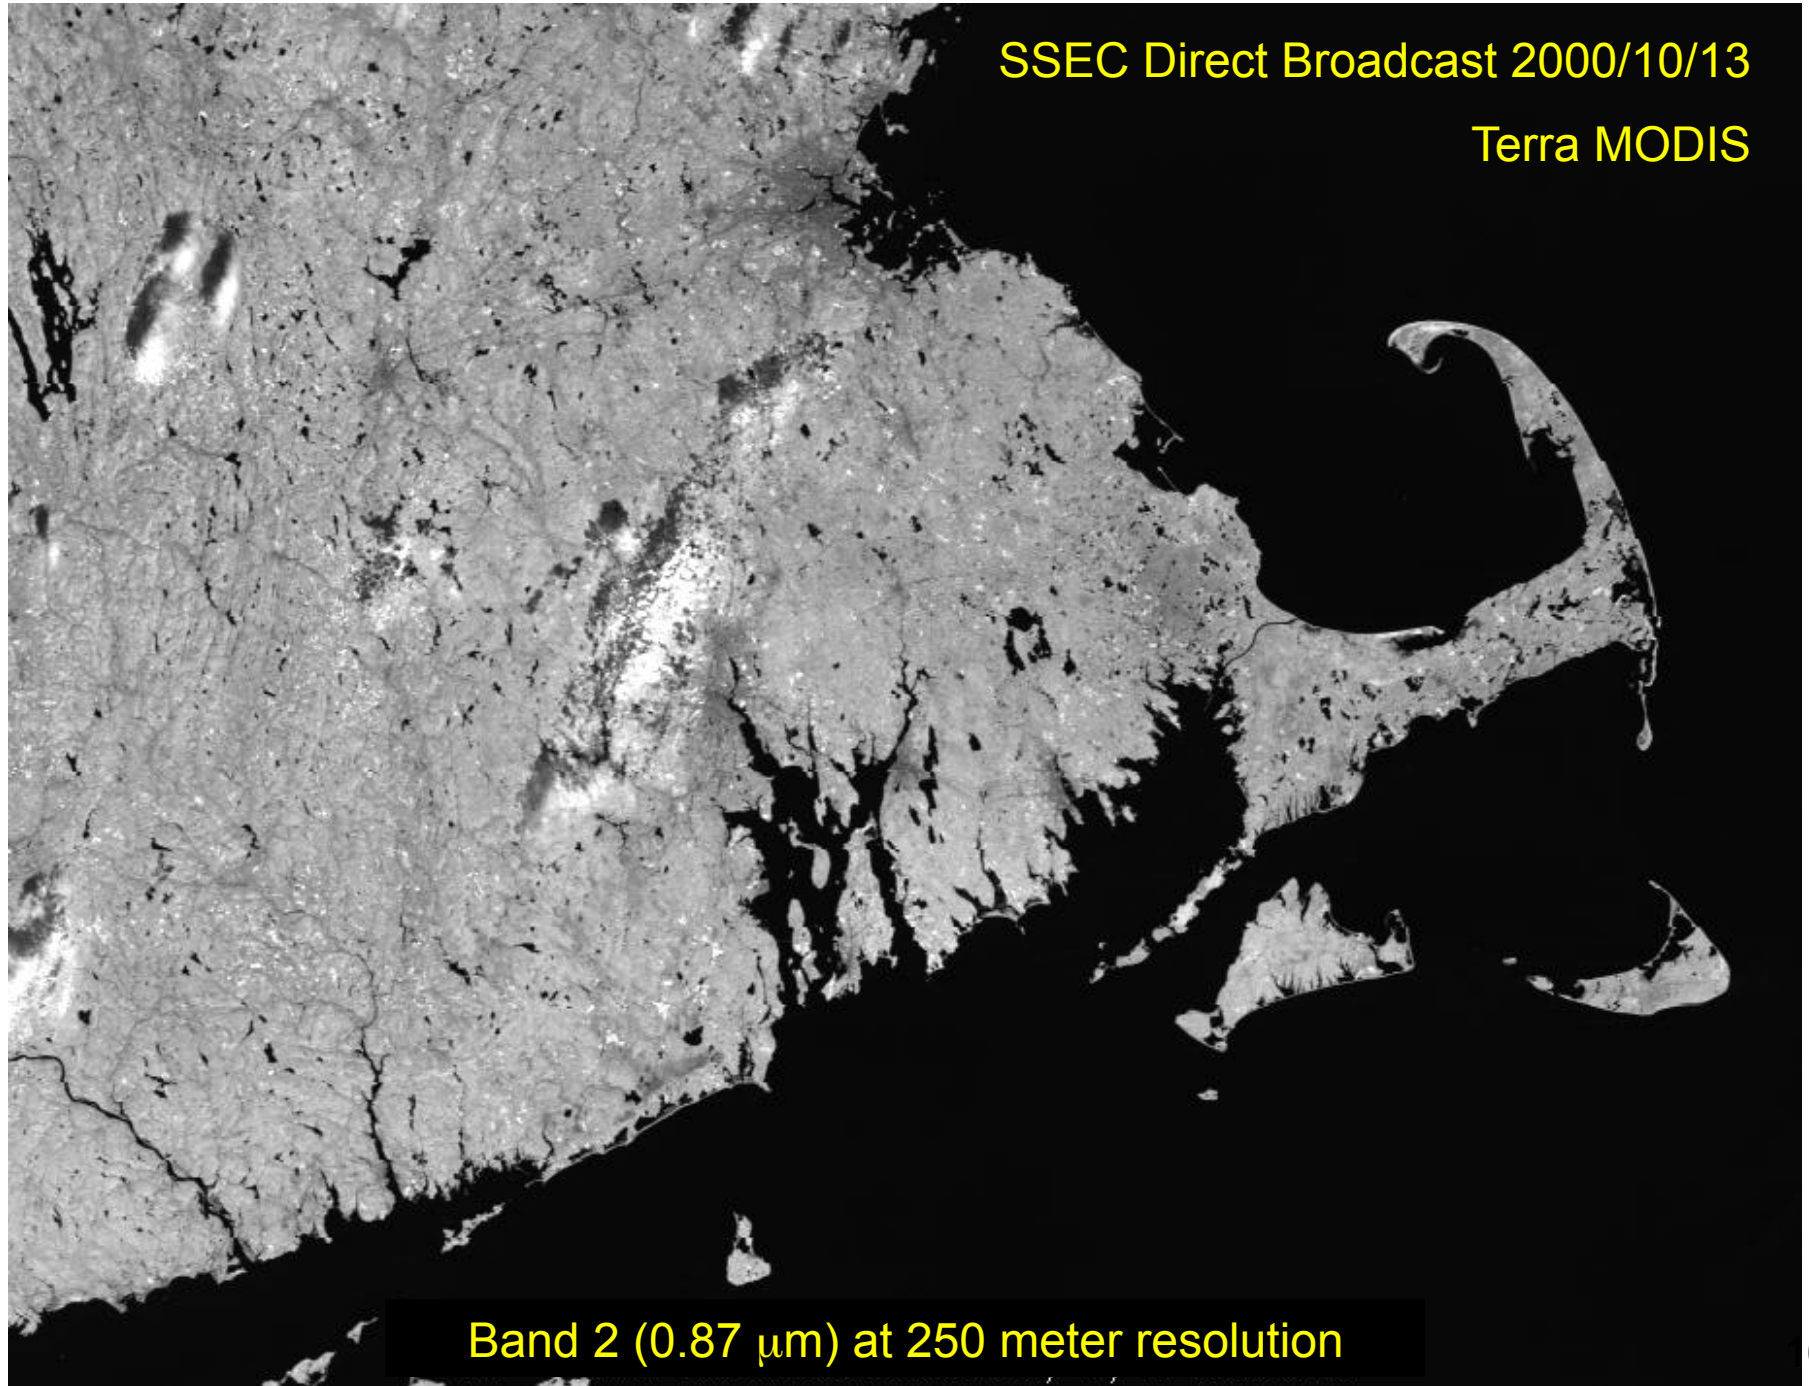 SSEC Direct Broadcast 2000/10/13
Terra MODIS
Band 2 (0.87 μm) at 250 meter resolution